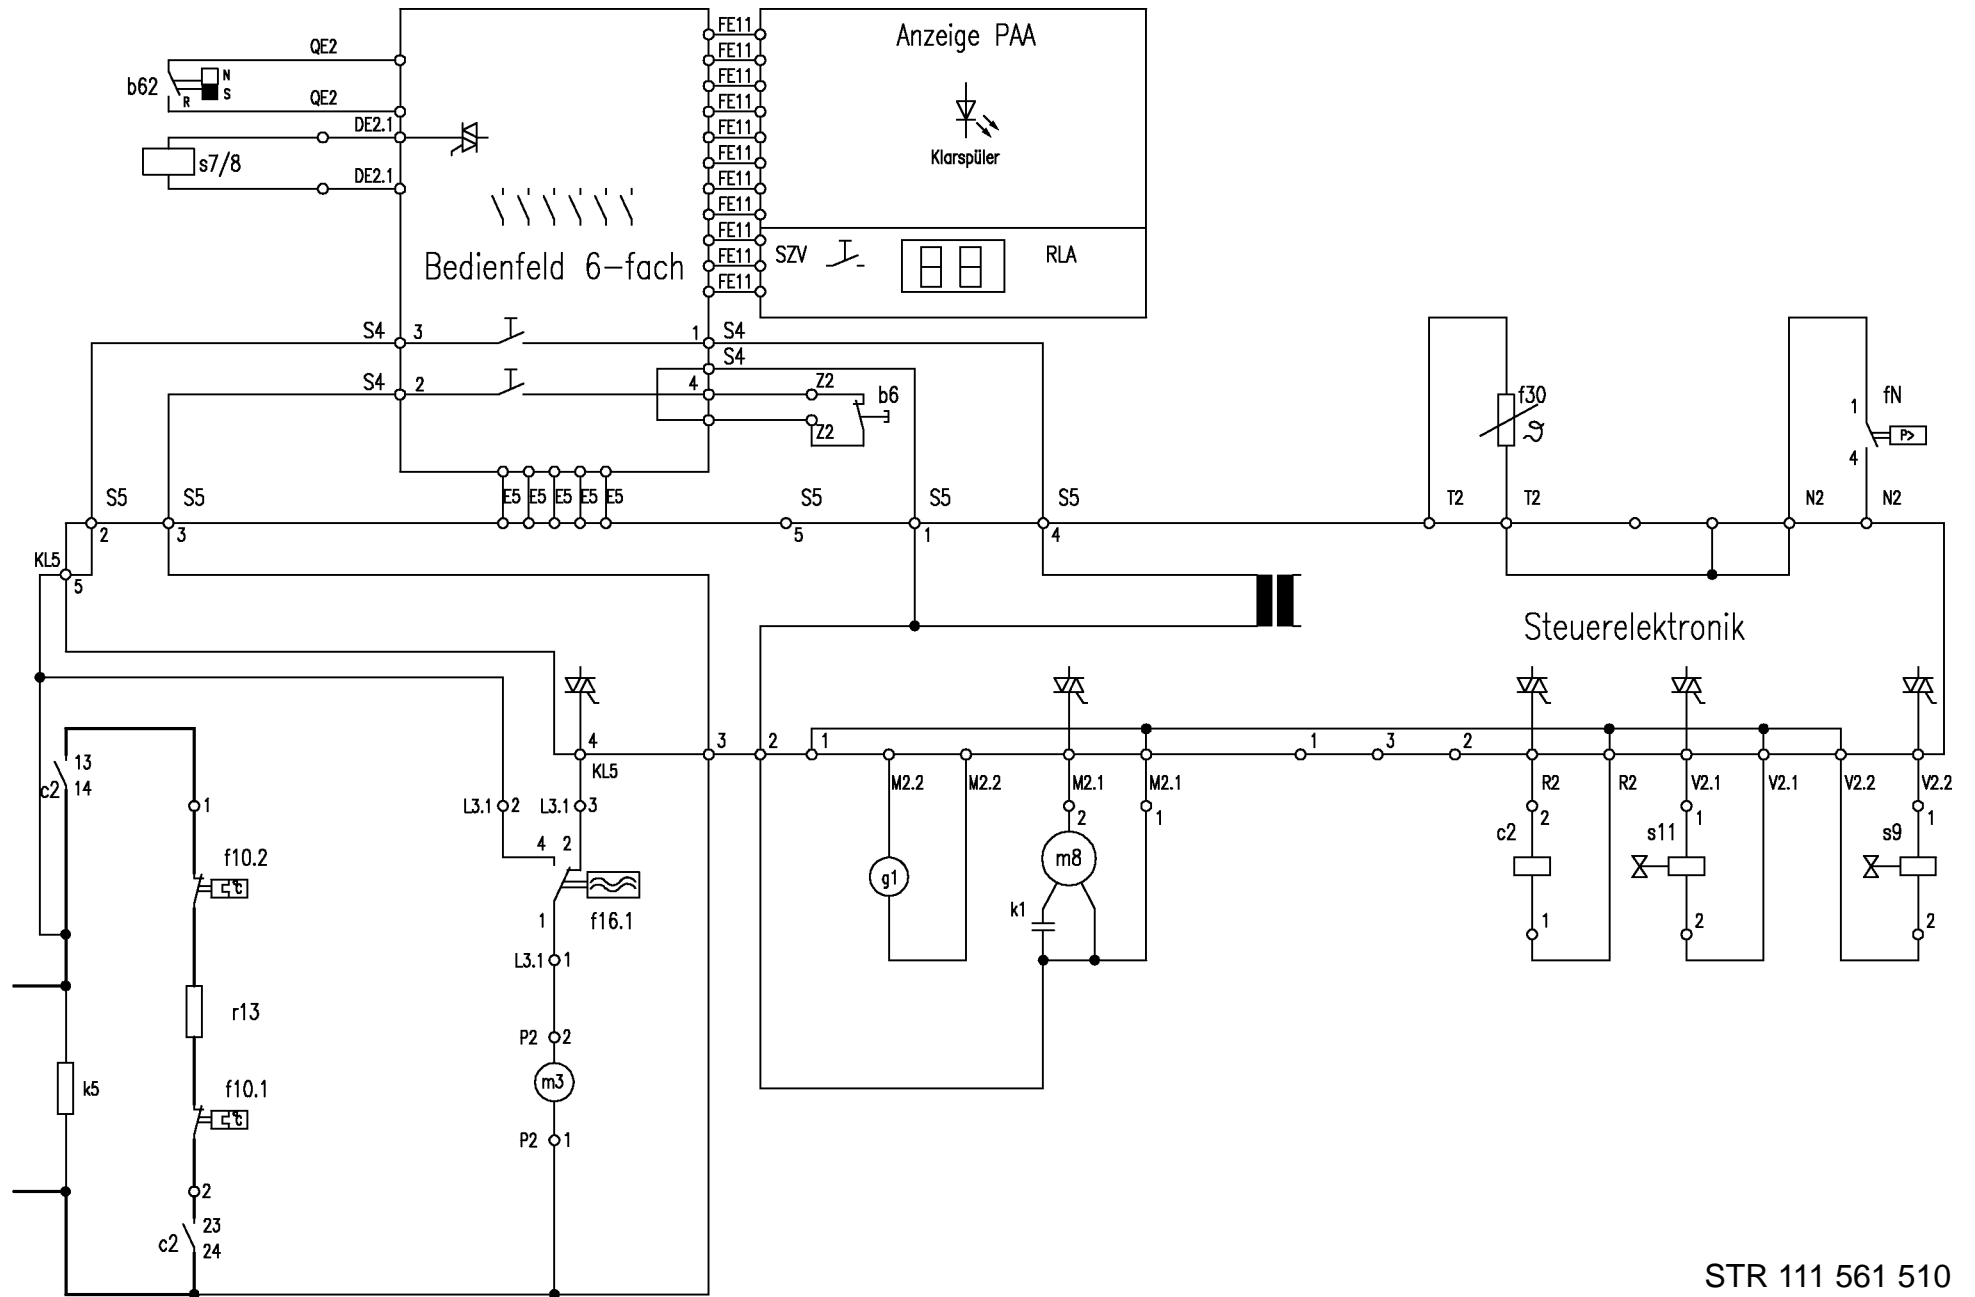 FE11
Anzeige PAA
QE2
FE11
b62
N
S
R
FE11
QE2
FE11
DE2.1
FE11
s7/8
Klarspüler
FE11
DE2.1
FE11
FE11
FE11
Bedienfeld 6-fach
FE11
SZV
RLA
FE11
S4
3
1
S4
S4
S4
2
4
Z2
b6
Z2
f30
ϑ
1
fN
P>
4
S5
S5
E5
E5
E5
E5
E5
S5
S5
S5
T2
T2
N2
N2
2
3
5
1
4
KL5
5
Steuerelektronik
4
3
2
1
1
3
2
KL5
13
c2
14
M2.2
M2.2
M2.1
M2.1
R2
R2
V2.1
V2.1
V2.2
V2.2
1
L3.1
2
L3.1
3
2
1
2
1
1
4
2
c2
s11
s9
f10.2
°C
g1
m8
1
f16.1
k1
1
2
2
L3.1
1
r13
P2
2
k5
f10.1
°C
m3
P2
1
2
23
c2
24
STR 111 561 510